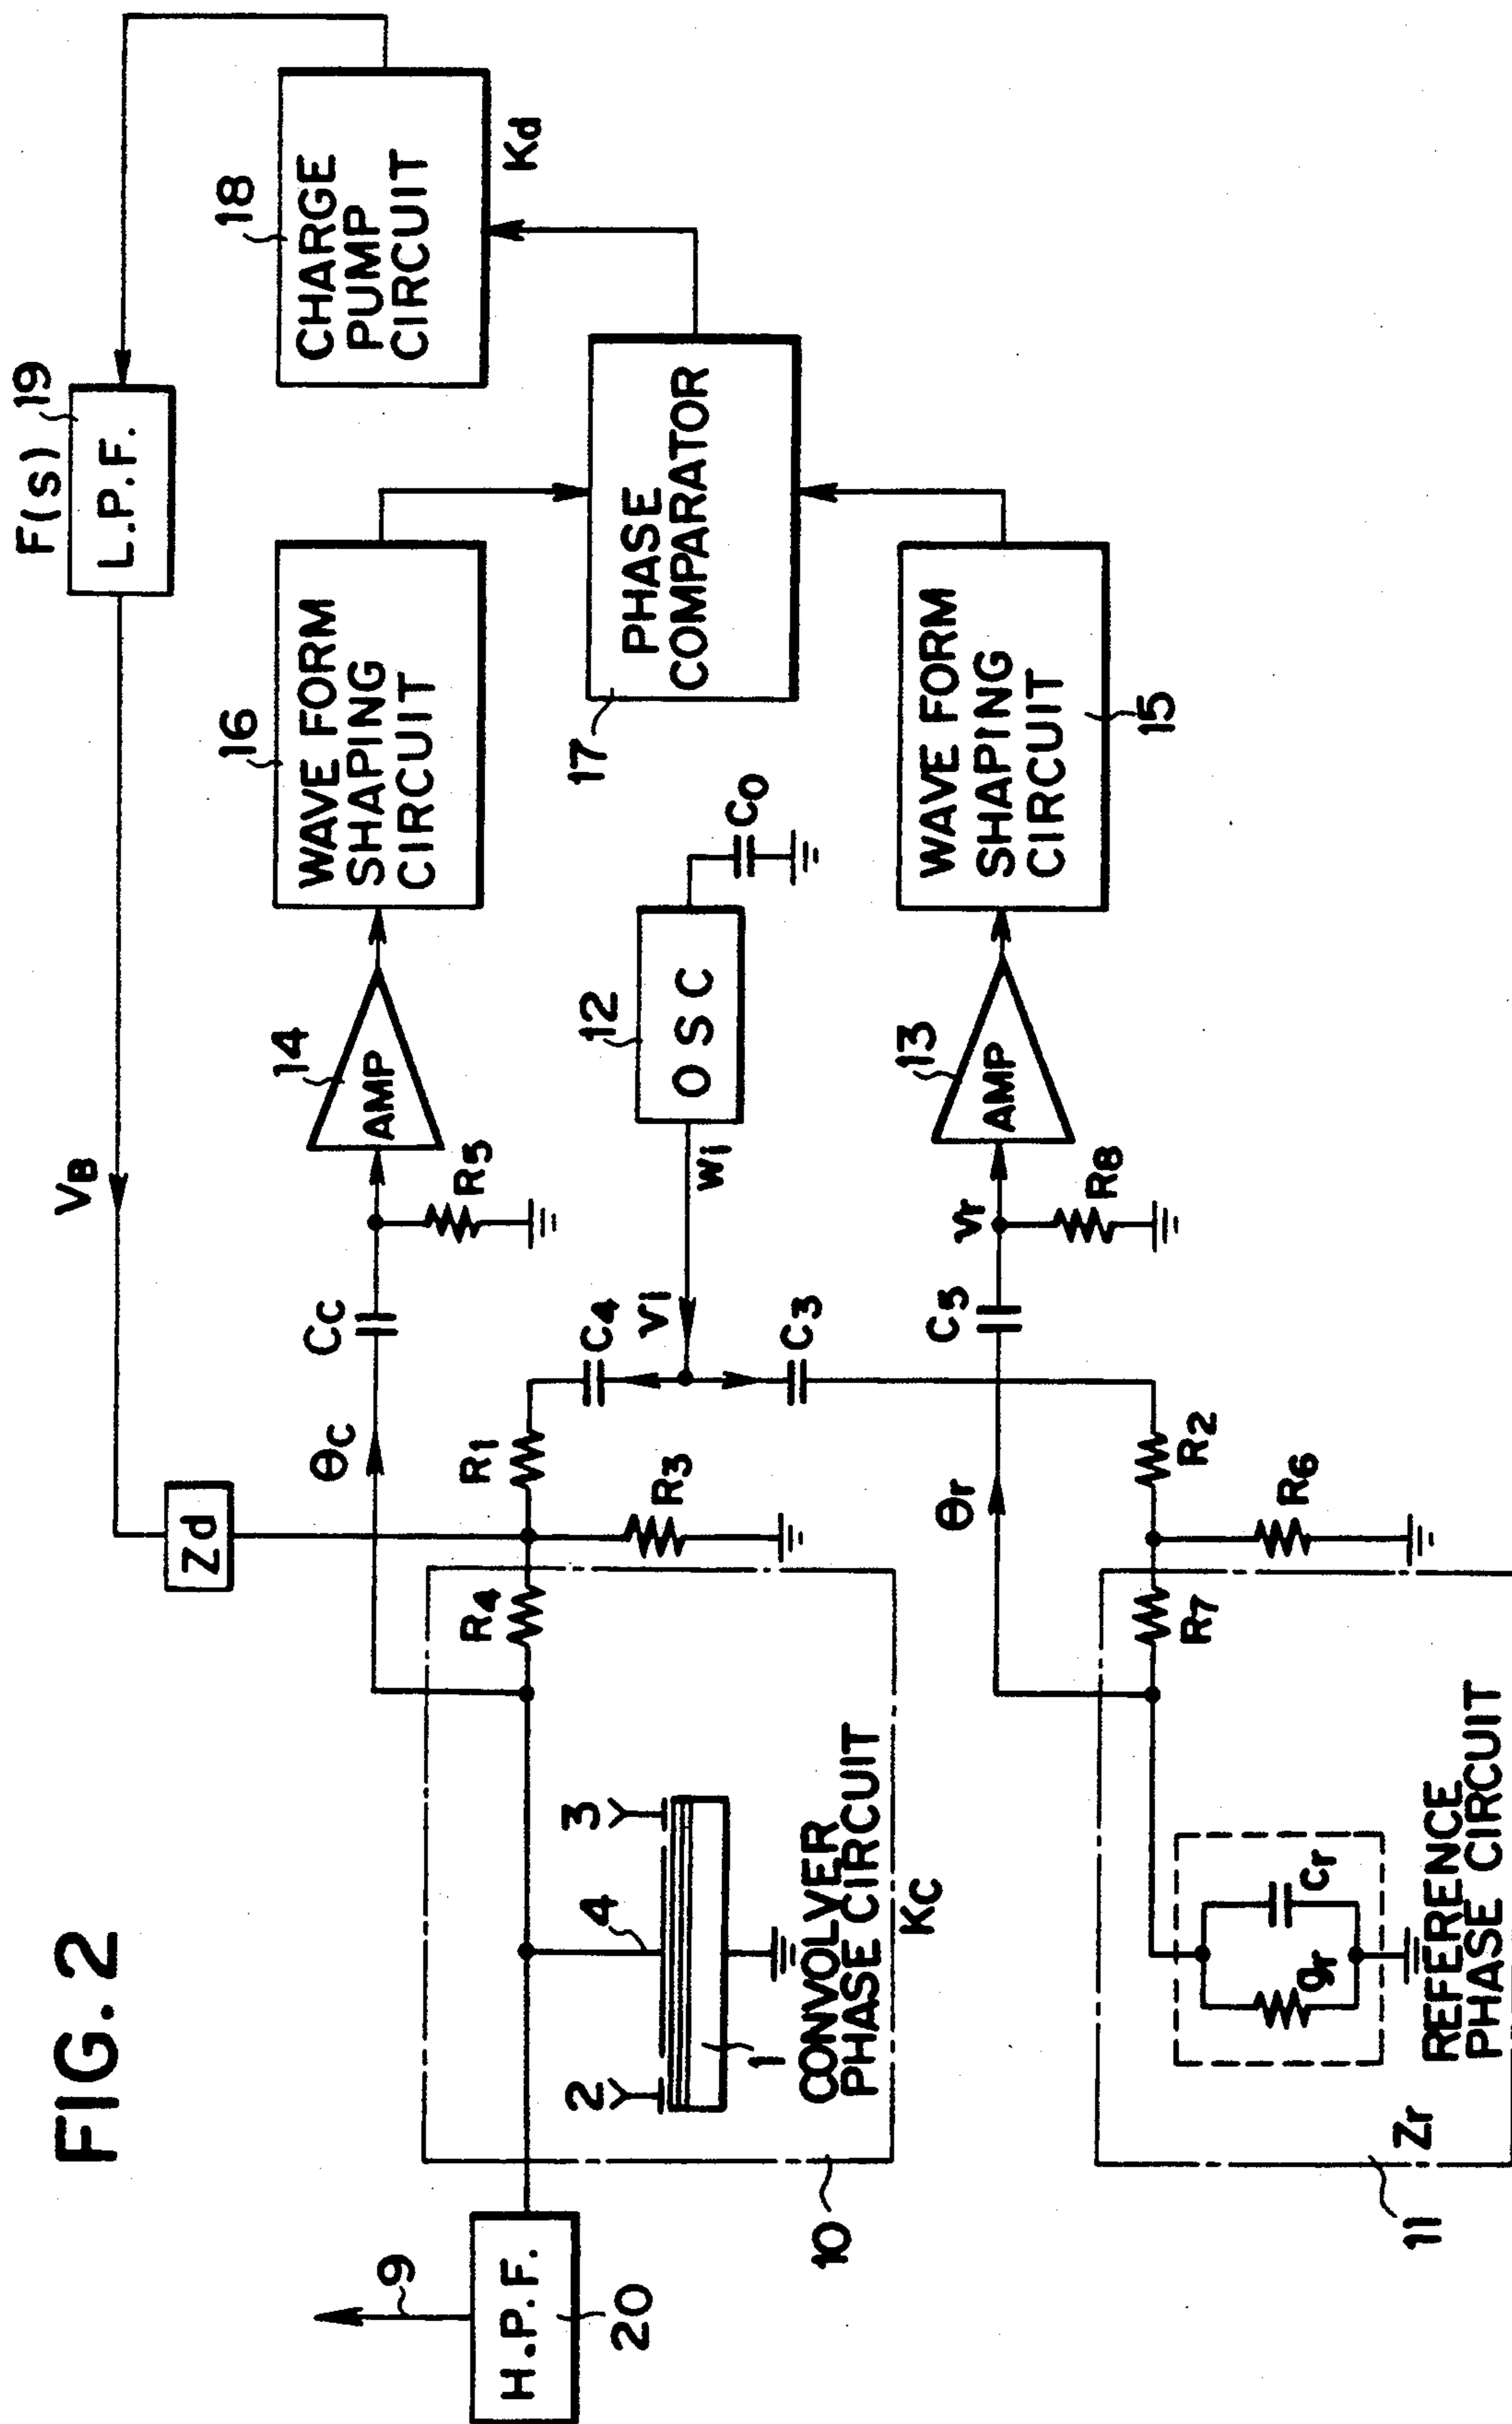 FIG. 2
9
H.P.F.
20
10
CONVOLVER
PHASE CIRCUIT
Kc
1
2
3
4
R4
R1
R3
Zd
VB
θc
Cc
R5
14
AMP
16
WAVE FORM
SHAPING
CIRCUIT
F(s)
19
L.P.F.
18
CHARGE
PUMP
CIRCUIT
Kd
17
PHASE
COMPARATOR
C4
Vi
C3
Wi
12
OSC
C0
11
Zr
REFERENCE
PHASE CIRCUIT
gr
Cr
R7
R6
R2
θr
C5
Vr
R8
13
AMP
15
WAVE FORM
SHAPING
CIRCUIT